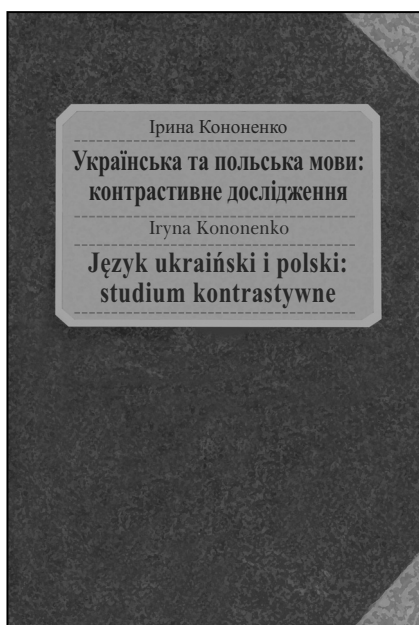 Ірина Кононенко
Українська та польська мови:
контрастивне дослідження
Iryna Kononenko
Język ukraiński i polski:
studium kontrastywne